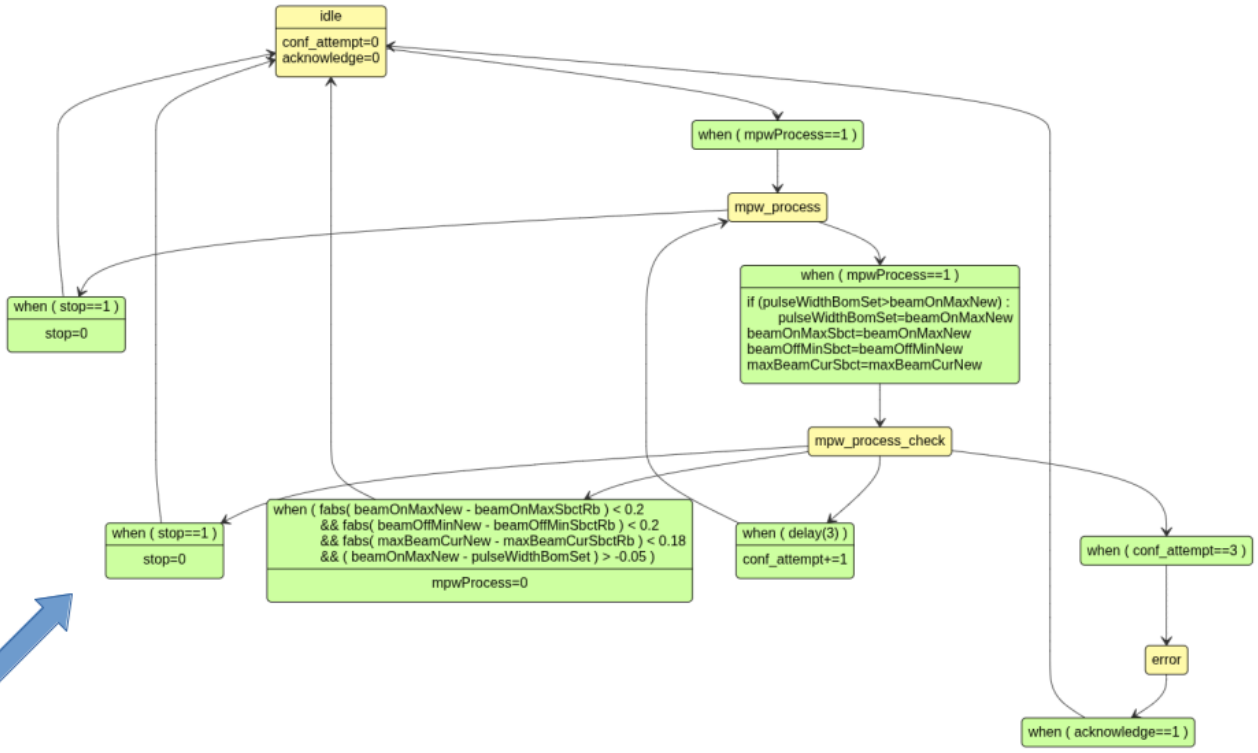 idle
conf_attempt=0
acknowledge=0
when ( mpwProcess==1 )
mpw_process
when ( mpwProcess==1 )
if (pulseWidthBomSet>beamOnMaxNew) :
pulseWidthBomSet=beamOnMaxNew
beamOnMaxSbct=beamOnMaxNew
beamOffMinSbct=beamOffMinNew
maxBeamCurSbct=maxBeamCurNew
when ( stop==1 )
stop=0
mpw_process_check
when ( stop==1 )
stop=0
when ( fabs( beamOnMaxNew - beamOnMaxSbctRb ) < 0.2
&& fabs( beamOffMinNew - beamOffMinSbctRb ) < 0.2
&& fabs( maxBeamCurNew - maxBeamCurSbctRb ) < 0.18
&& ( beamOnMaxNew - pulseWidthBomSet ) > -0.05 )
mpwProcess=0
when ( delay(3) )
conf_attempt+=1
when ( conf_attempt==3 )
error
when ( acknowledge==1 )